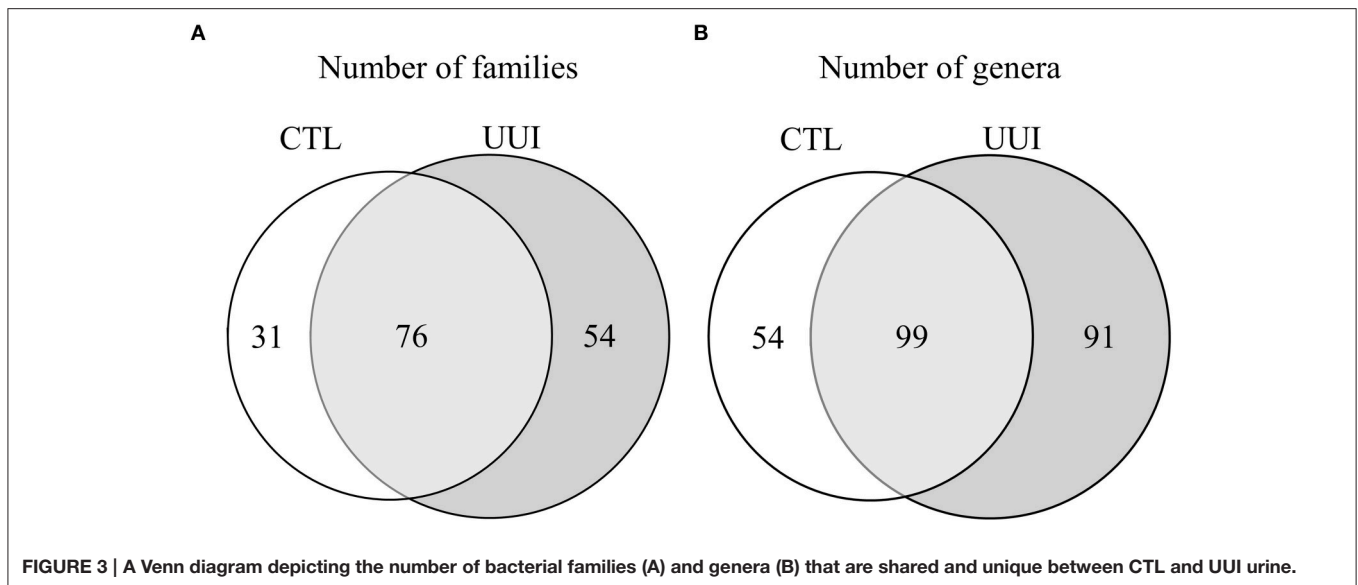 A
Number of families
CTL UUI
31 76 54
B
Number of genera
CTL UUI
54 99 91
FIGURE 3 | A Venn diagram depicting the number of bacterial families (A) and genera (B) that are shared and unique between CTL and UUI urine.